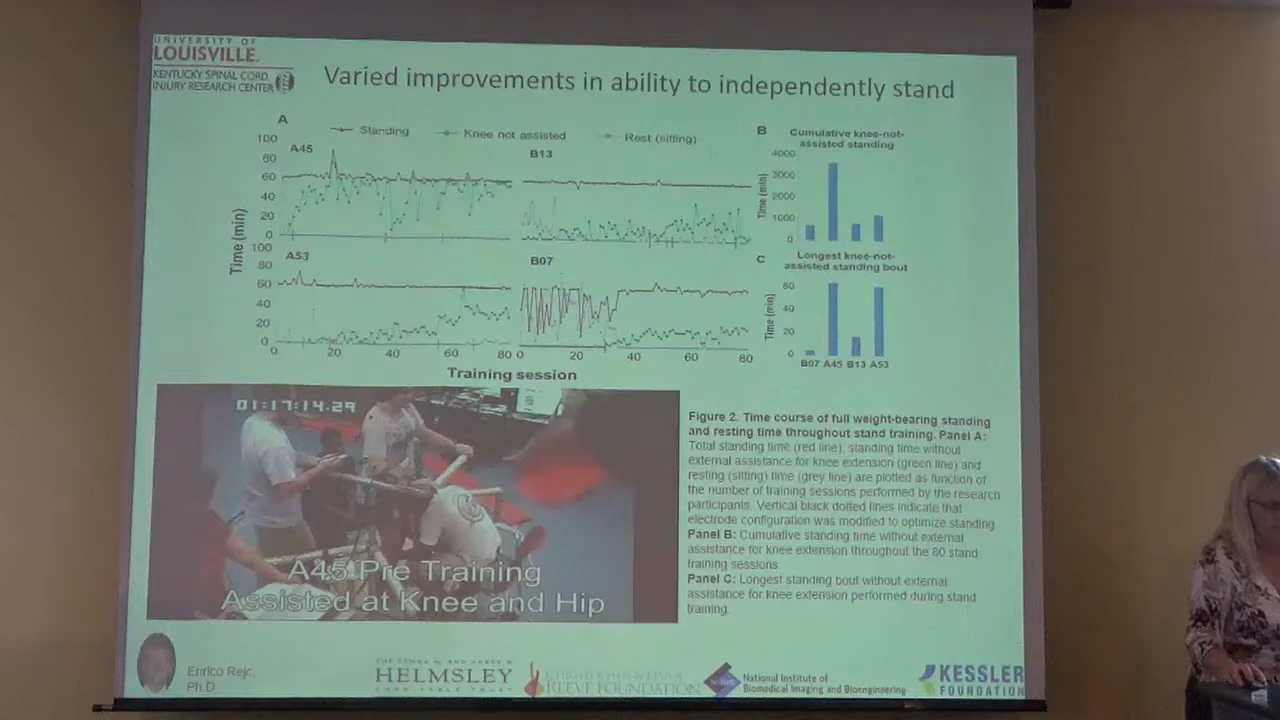 UNIVERSITY OF
LOUISVILLE.
KENTUCKY SPINAL CORD
INJURY RESEARCH CENTER
Varied improvements in ability to independently stand
A
Standing
Knee not assisted
Rest (sitting)
A45
B13
100
80
60
40
20
0
Time (min)
A53
B07
100
80
60
40
20
0
0
20
40
60
80
0
20
40
60
80
Training session
B
Cumulative knee-not-
assisted standing
4000
3000
2000
1000
0
Time (min)
C
Longest knee-not-
assisted standing bout
60
40
20
0
Time (min)
B07 A45 B13 A53
01:17:14.29
A45 Pre Training
Assisted at Knee and Hip
Figure 2. Time course of full weight-bearing standing
and resting time throughout stand training. Panel A:
Total standing time (red line), standing time without
external assistance for knee extension (green line) and
resting (sitting) time (grey line) are plotted as function of
the number of training sessions performed by the research
participants. Vertical black dotted lines indicate that
electrode configuration was modified to optimize standing.
Panel B: Cumulative standing time without external
assistance for knee extension throughout the 80 stand
training sessions.
Panel C: Longest standing bout without external
assistance for knee extension performed during stand
training.
Enrico Rejc,
Ph.D
HELMSLEY
CHARITABLE TRUST
REEVE FOUNDATION
National Institute of
Biomedical Imaging and Bioengineering
KESSLER
FOUNDATION